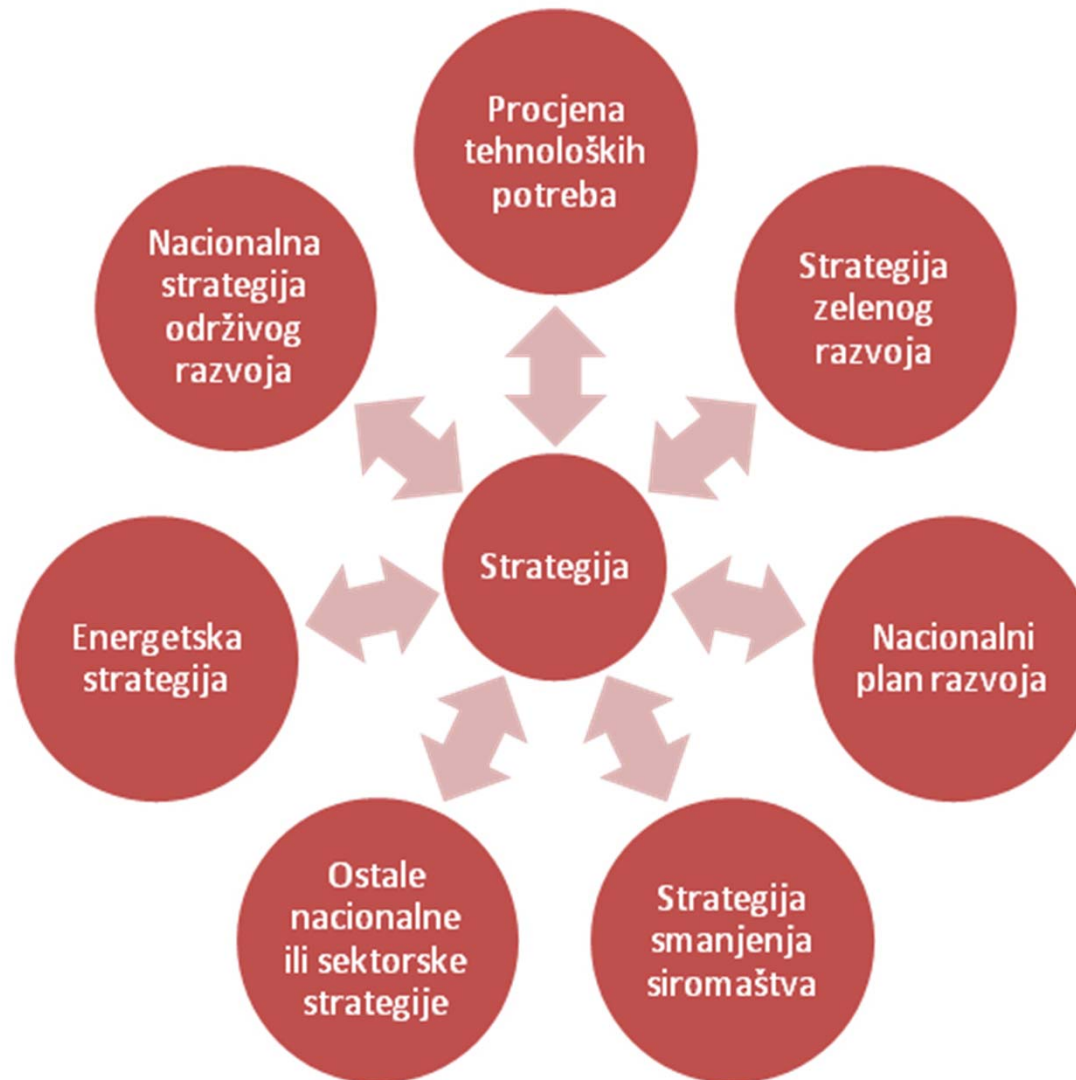 Procjena
tehnoloških
potreba
Strategija
zelenog
razvoja
Nacionalni
plan razvoja
Strategija
smanjenja
siromaštva
Ostale
nacionalne
ili sektorske
strategije
Energetska
strategija
Nacionalna
strategija
održivog
razvoja
Strategija